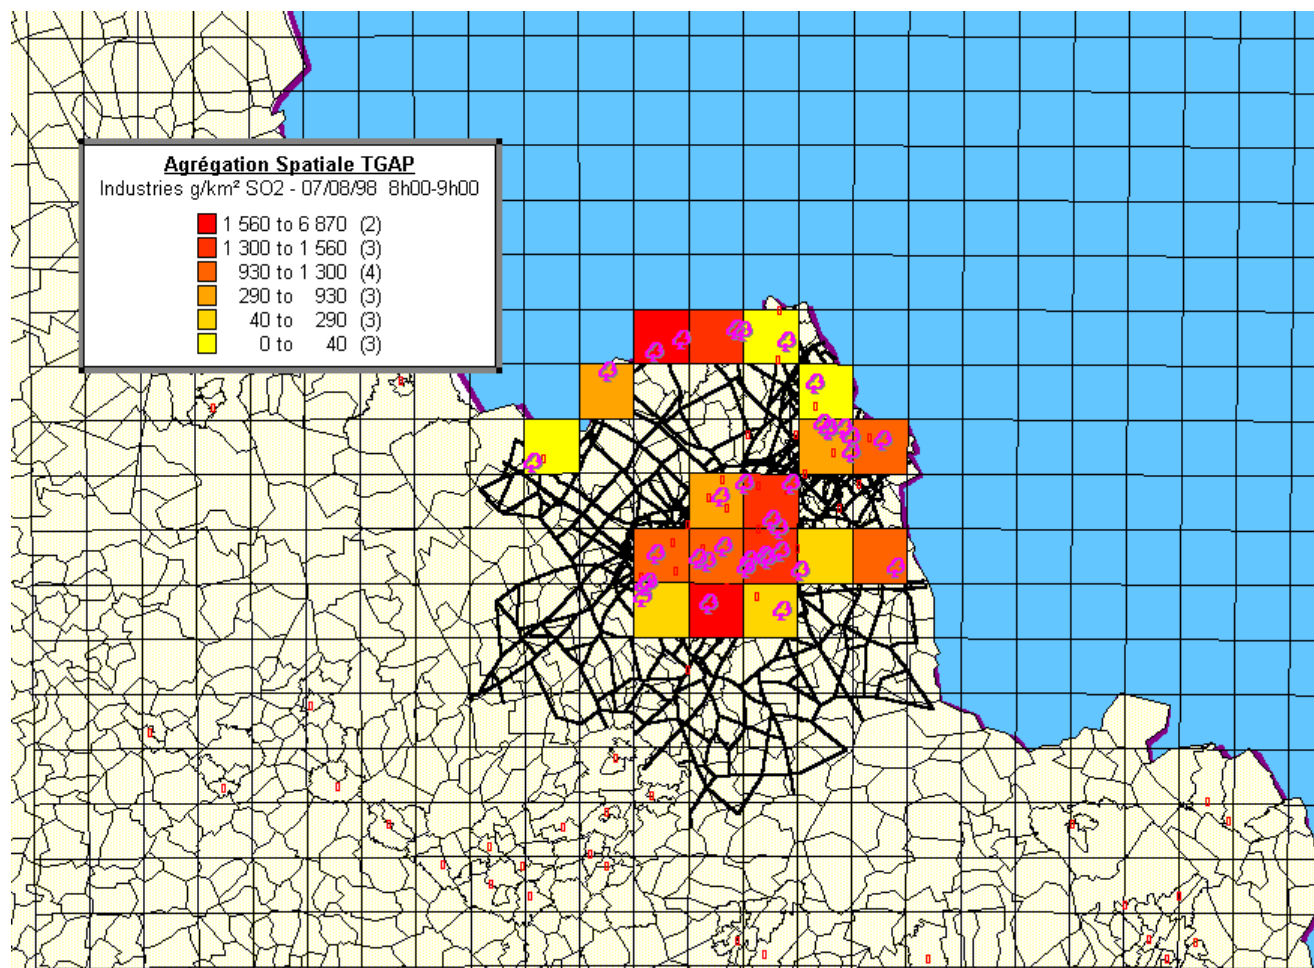 Agrégation Spatiale TGAP
Industries g/km² SO2 - 07/08/98 8h00-9h00
1 560 to 6 870 (2)
1 300 to 1 560 (3)
930 to 1 300 (4)
290 to 930 (3)
40 to 290 (3)
0 to 40 (3)